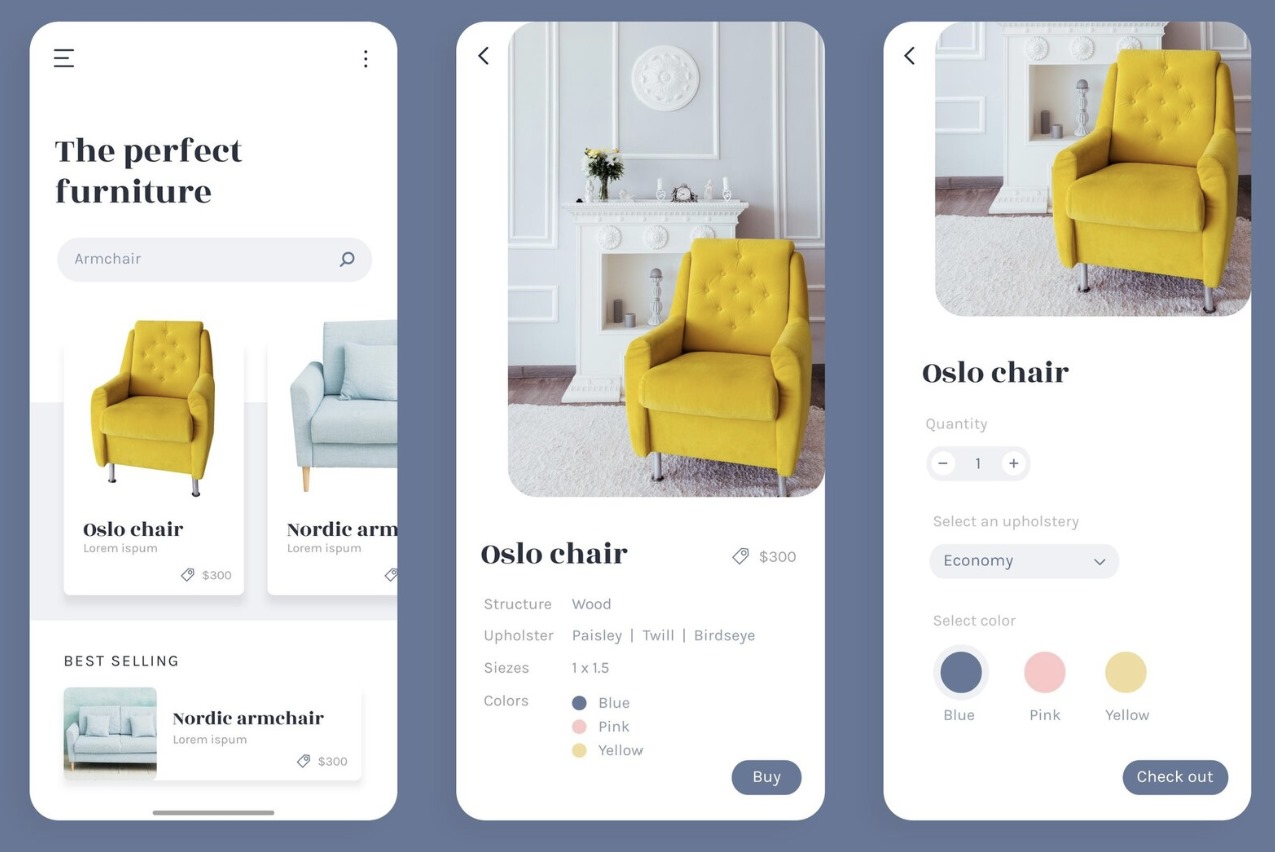 The perfect
furniture
Armchair
Oslo chair
Lorem ispum
$300
Nordic arm
Lorem ispum
BEST SELLING
Nordic armchair
Lorem ispum
$300
Oslo chair
$300
Structure Wood
Upholster Paisley | Twill | Birdseye
Siezes 1 x 1.5
Colors Blue
Pink
Yellow
Buy
Oslo chair
Quantity
− 1 +
Select an upholstery
Economy
Select color
Blue Pink Yellow
Check out